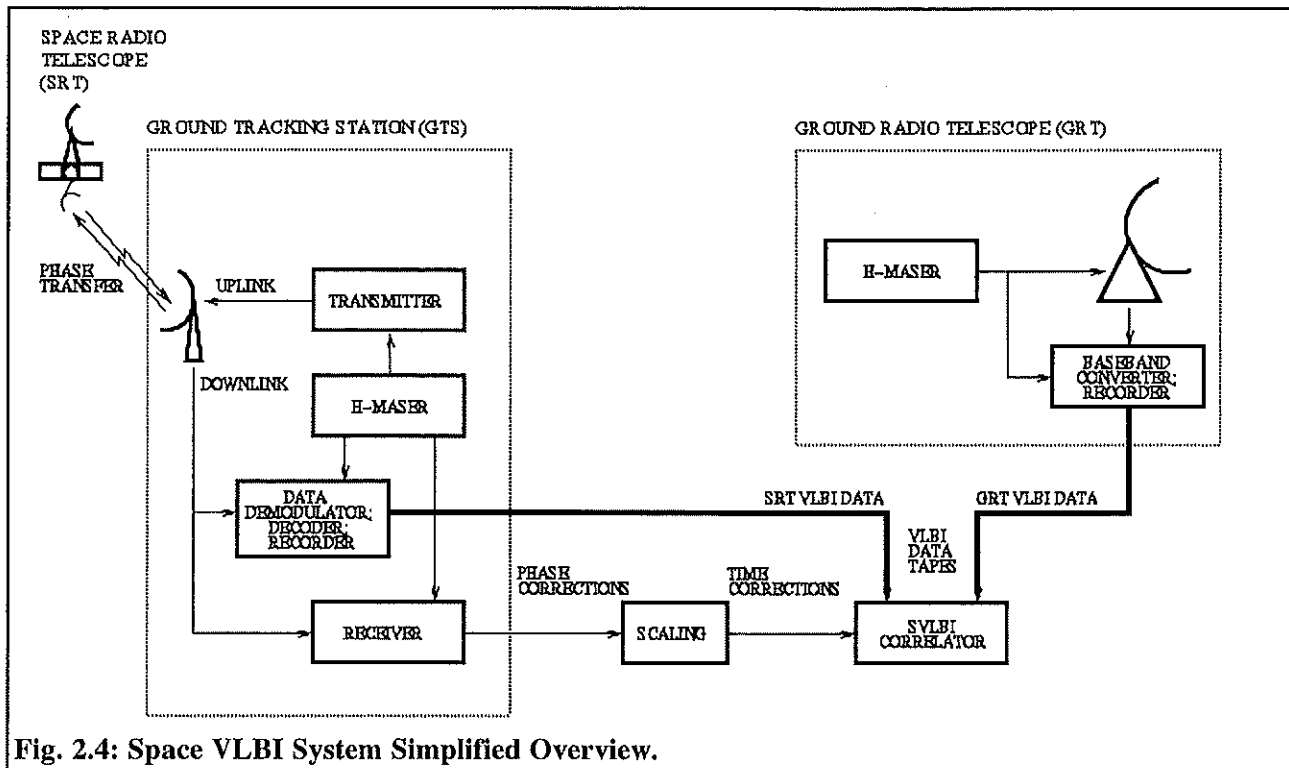 SPACE RADIO
TELESCOPE
(SRT)
GROUND TRACKING STATION (GTS)
GROUND RADIO TELESCOPE (GRT)
PHASE
TRANSFER
UPLINK
TRANSMITTER
H-MASER
DOWNLINK
H-MASER
BASEBAND
CONVERTER;
RECORDER
DATA
DEMODULATOR;
DECODER;
RECORDER
SRT VLBI DATA
GRT VLBI DATA
VLBI
DATA
TAPES
PHASE
CORRECTIONS
TIME
CORRECTIONS
RECEIVER
SCALING
SVLBI
CORRELATOR
Fig. 2.4: Space VLBI System Simplified Overview.